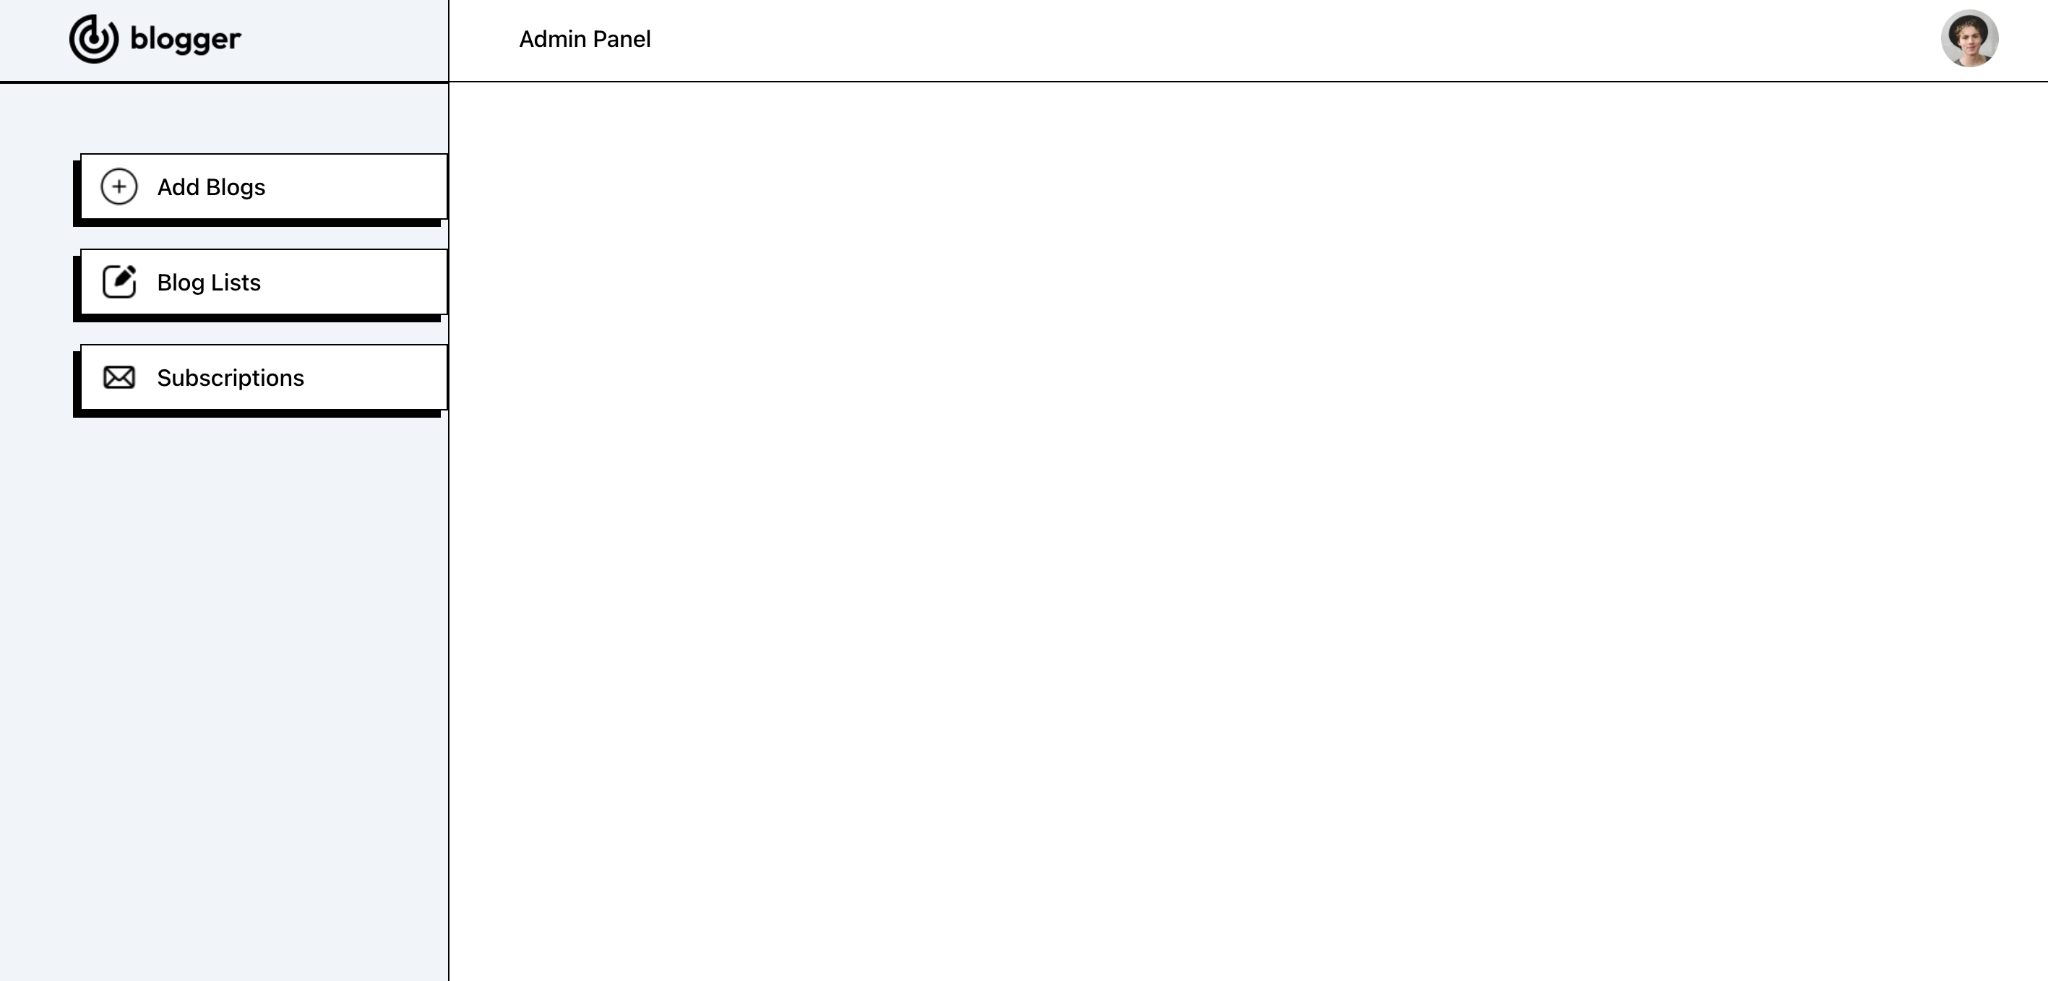 blogger
Admin Panel
Add Blogs
Blog Lists
Subscriptions